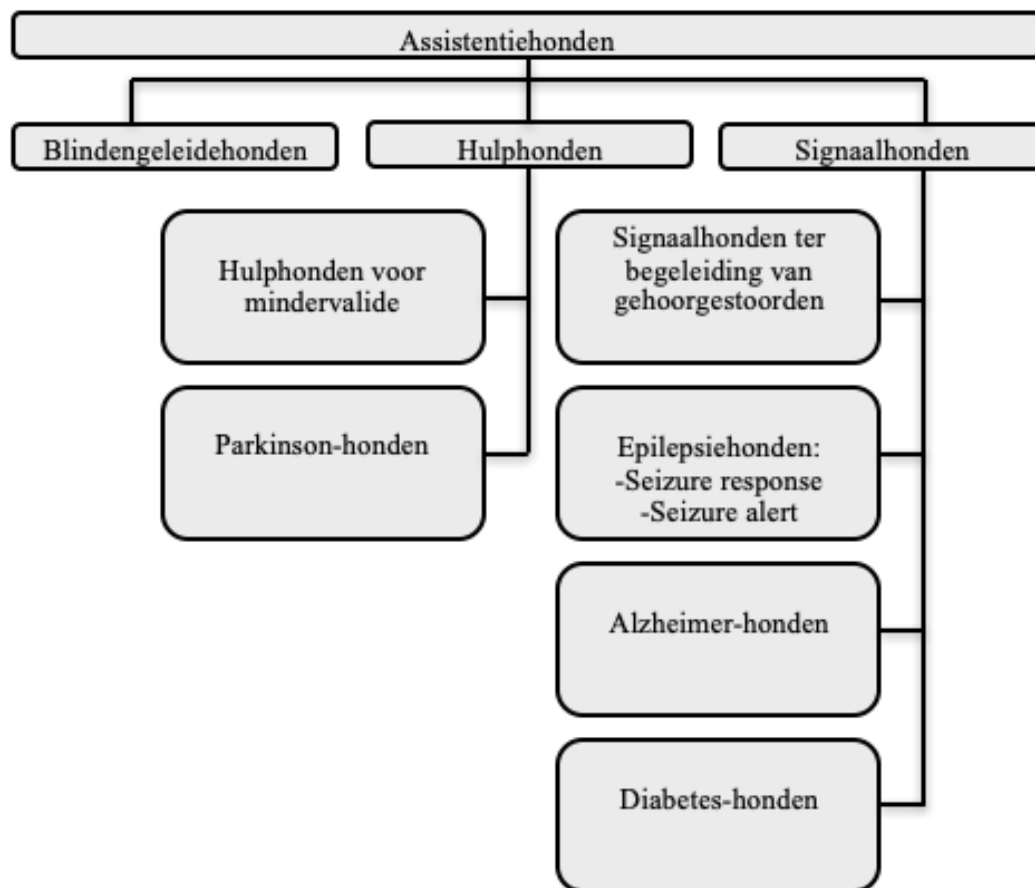 Assistentiehonden
Blindengeleidehonden
Hulphonden
Signaalhonden
Hulphonden voor
mindervalide
Parkinson-honden
Signaalhonden ter
begeleiding van
gehoorgestoorden
Epilepsiehonden:
-Seizure response
-Seizure alert
Alzheimer-honden
Diabetes-honden